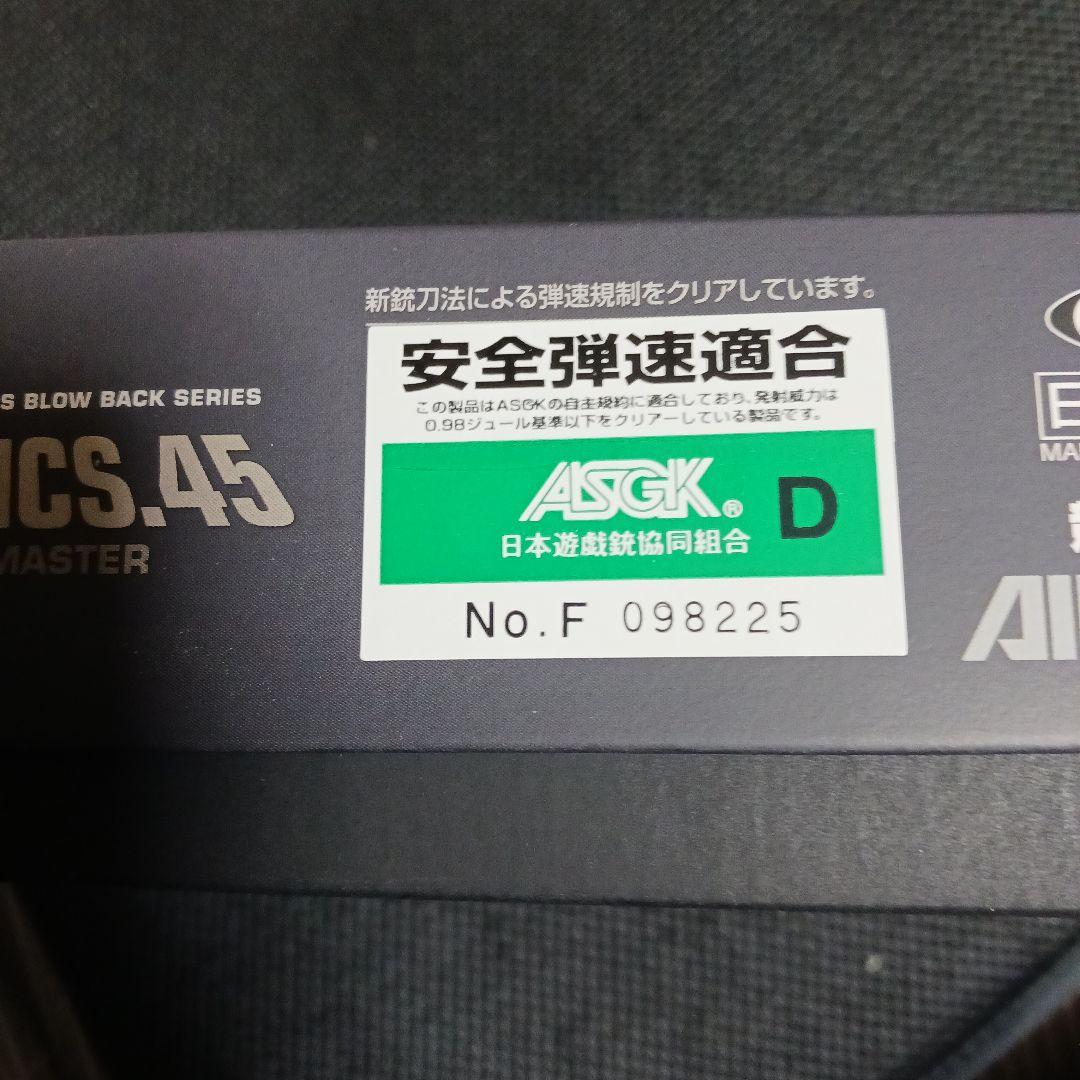 新銃刀法による弾速規制をクリアしています。
安全弾速適合
この製品はASGKの自主規約に適合しており、発射威力は
0.98ジュール基準以下をクリアーしている製品です。
S BLOW BACK SERIES
ICS.45
MASTER
ASGK® D
日本遊戯銃協同組合
No.F 098225
日
MA
AI